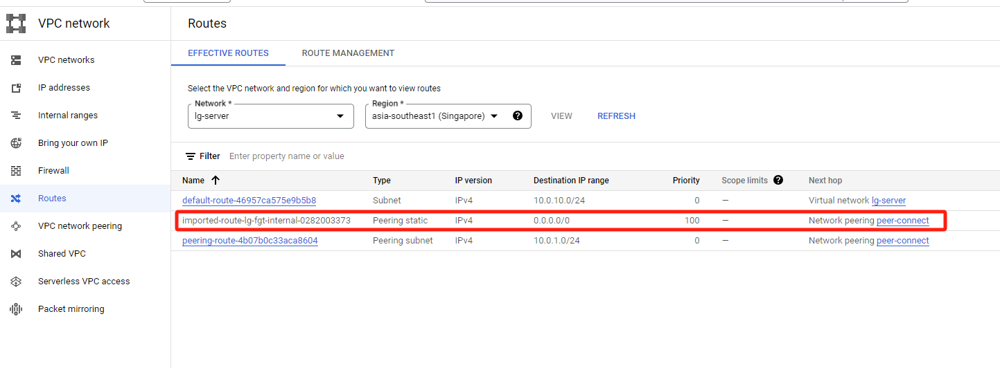 VPC network
Routes
VPC networks
IP addresses
Internal ranges
Bring your own IP
Firewall
Routes
VPC network peering
Shared VPC
Serverless VPC access
Packet mirroring
EFFECTIVE ROUTES ROUTE MANAGEMENT
Select the VPC network and region for which you want to view routes
Network * Region *
lg-server asia-southeast1 (Singapore) ? VIEW REFRESH
Filter Enter property name or value
Name Type IP version Destination IP range Priority Scope limits ? Next hop
default-route-46957ca575e9b5b8 Subnet IPv4 10.0.10.0/24 0 — Virtual network lg-server
imported-route-lg-fgt-internal-0282003373 Peering static IPv4 0.0.0.0/0 100 — Network peering peer-connect
peering-route-4b07b0c33aca8604 Peering subnet IPv4 10.0.1.0/24 0 — Network peering peer-connect